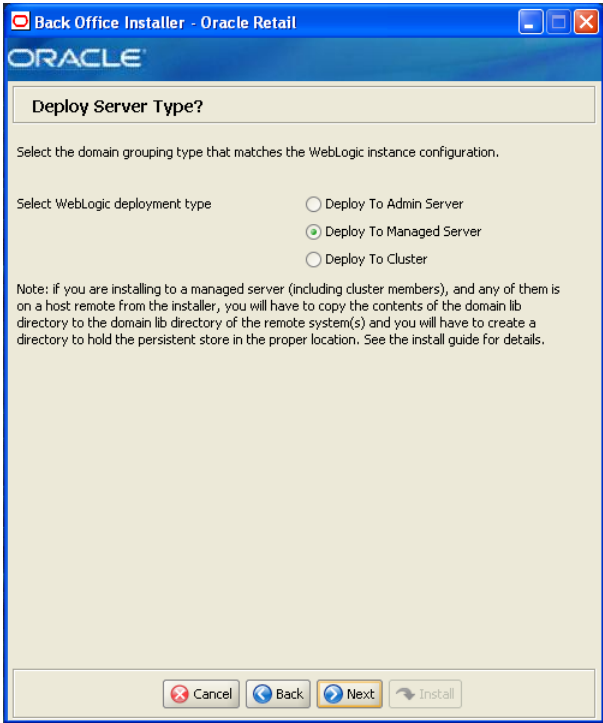 Back Office Installer - Oracle Retail
ORACLE
Deploy Server Type?
Select the domain grouping type that matches the WebLogic instance configuration.
Select WebLogic deployment type
Deploy To Admin Server
Deploy To Managed Server
Deploy To Cluster
Note: if you are installing to a managed server (including cluster members), and any of them is
on a host remote from the installer, you will have to copy the contents of the domain lib
directory to the domain lib directory of the remote system(s) and you will have to create a
directory to hold the persistent store in the proper location. See the install guide for details.
Cancel Back Next Install